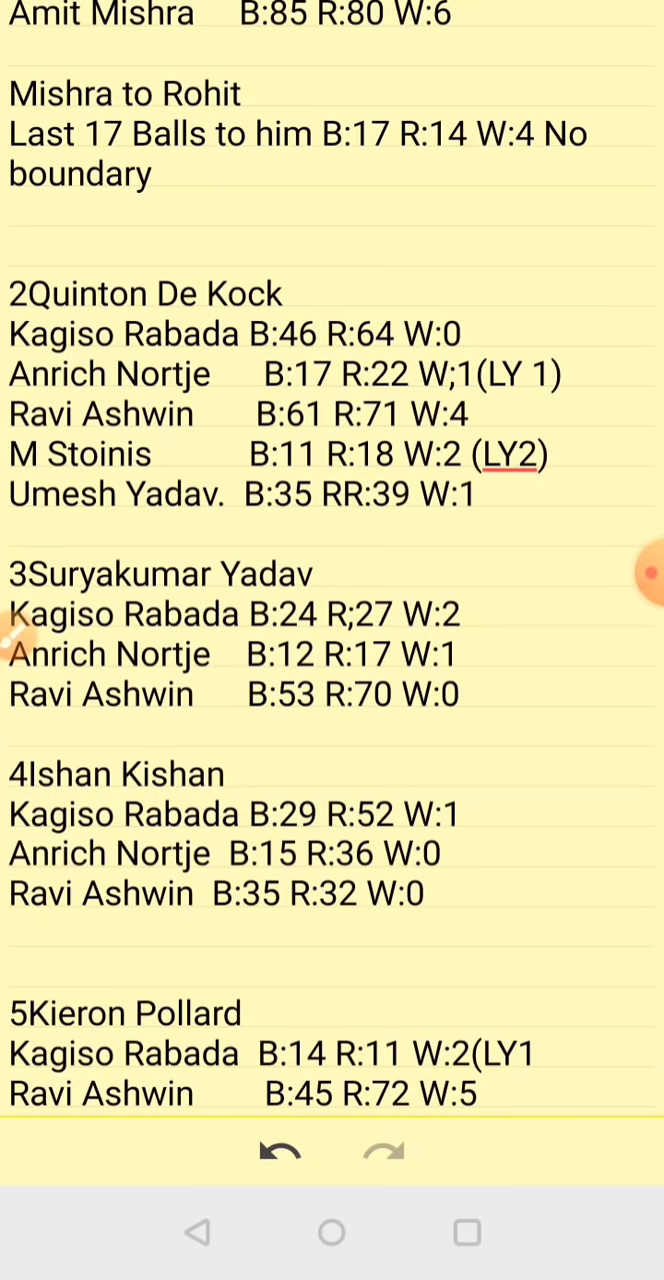 Amit Mishra B:85 R:80 W:6
Mishra to Rohit
Last 17 Balls to him B:17 R:14 W:4 No
boundary
2Quinton De Kock
Kagiso Rabada B:46 R:64 W:0
Anrich Nortje B:17 R:22 W;1(LY 1)
Ravi Ashwin B:61 R:71 W:4
M Stoinis B:11 R:18 W:2 (LY2)
Umesh Yadav. B:35 RR:39 W:1
3Suryakumar Yadav
Kagiso Rabada B:24 R;27 W:2
Anrich Nortje B:12 R:17 W:1
Ravi Ashwin B:53 R:70 W:0
4Ishan Kishan
Kagiso Rabada B:29 R:52 W:1
Anrich Nortje B:15 R:36 W:0
Ravi Ashwin B:35 R:32 W:0
5Kieron Pollard
Kagiso Rabada B:14 R:11 W:2(LY1
Ravi Ashwin B:45 R:72 W:5